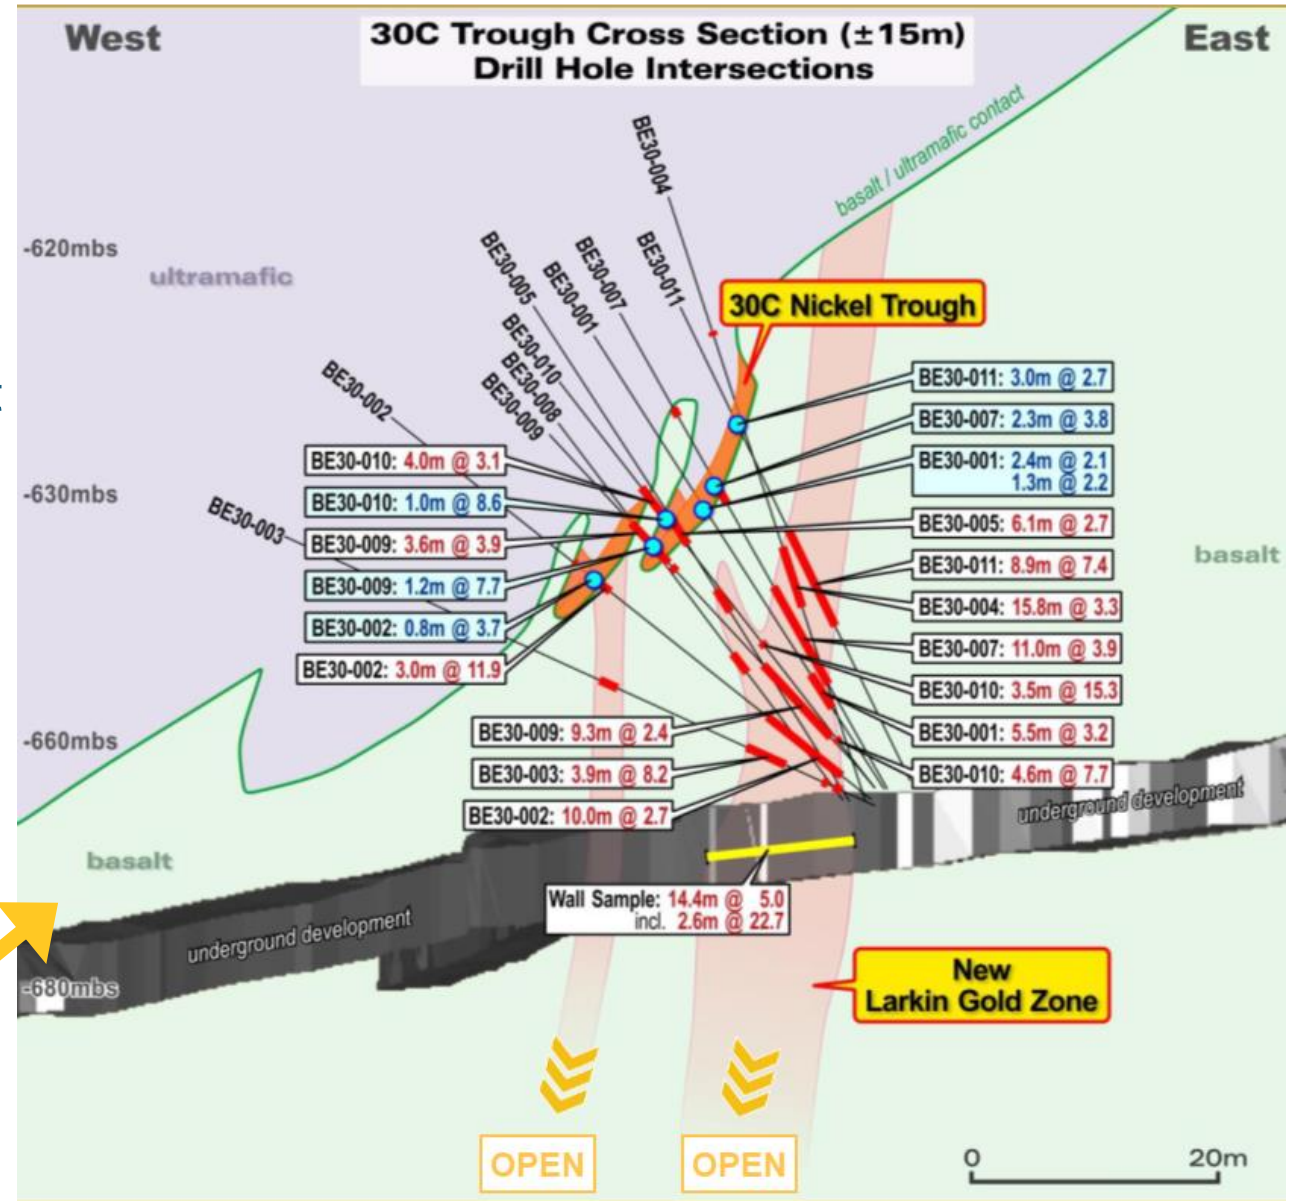 West
30C Trough Cross Section (±15m)
Drill Hole Intersections
East
basalt / ultramafic contact
BE30-004
BE30-011
BE30-007
BE30-005
BE30-001
BE30-010
BE30-008
BE30-009
BE30-002
BE30-003
-620mbs
ultramafic
30C Nickel Trough
BE30-011: 3.0m @ 2.7
BE30-007: 2.3m @ 3.8
BE30-001: 2.4m @ 2.1
1.3m @ 2.2
BE30-005: 6.1m @ 2.7
BE30-011: 8.9m @ 7.4
BE30-004: 15.8m @ 3.3
BE30-007: 11.0m @ 3.9
BE30-010: 3.5m @ 15.3
BE30-001: 5.5m @ 3.2
BE30-010: 4.6m @ 7.7
BE30-010: 4.0m @ 3.1
-630mbs
BE30-010: 1.0m @ 8.6
BE30-009: 3.6m @ 3.9
BE30-009: 1.2m @ 7.7
BE30-002: 0.8m @ 3.7
BE30-002: 3.0m @ 11.9
basalt
BE30-009: 9.3m @ 2.4
-660mbs
BE30-003: 3.9m @ 8.2
BE30-002: 10.0m @ 2.7
underground development
basalt
Wall Sample: 14.4m @ 5.0
incl. 2.6m @ 22.7
underground development
-680mbs
New
Larkin Gold Zone
OPEN
OPEN
0 20m